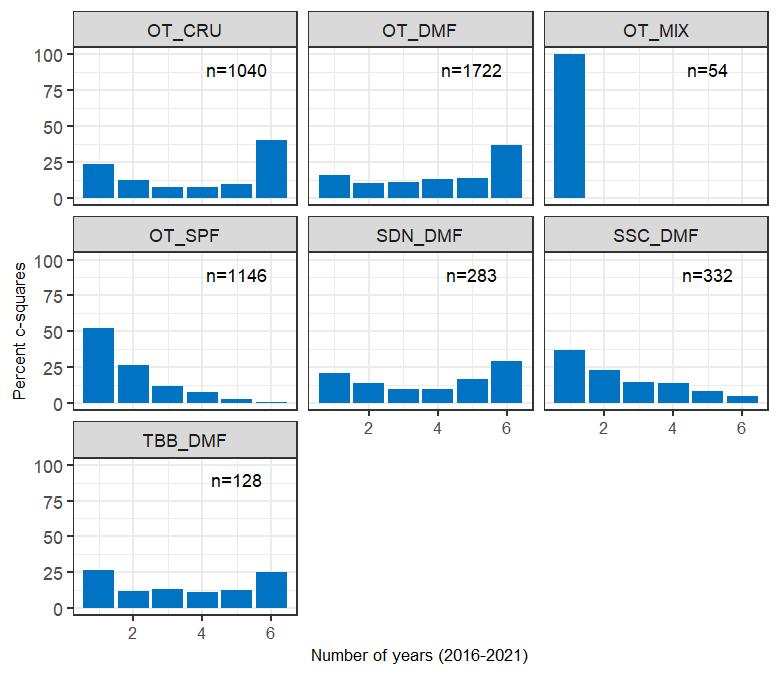 OT_CRU OT_DMF OT_MIX
100 n=1040 n=1722 n=54
75
50
25
0
OT_SPF SDN_DMF SSC_DMF
100 n=1146 n=283 n=332
75
50
25
0
2 4 6 2 4 6
TBB_DMF
100 n=128
75
50
25
0
2 4 6
Percent c-squares
Number of years (2016-2021)